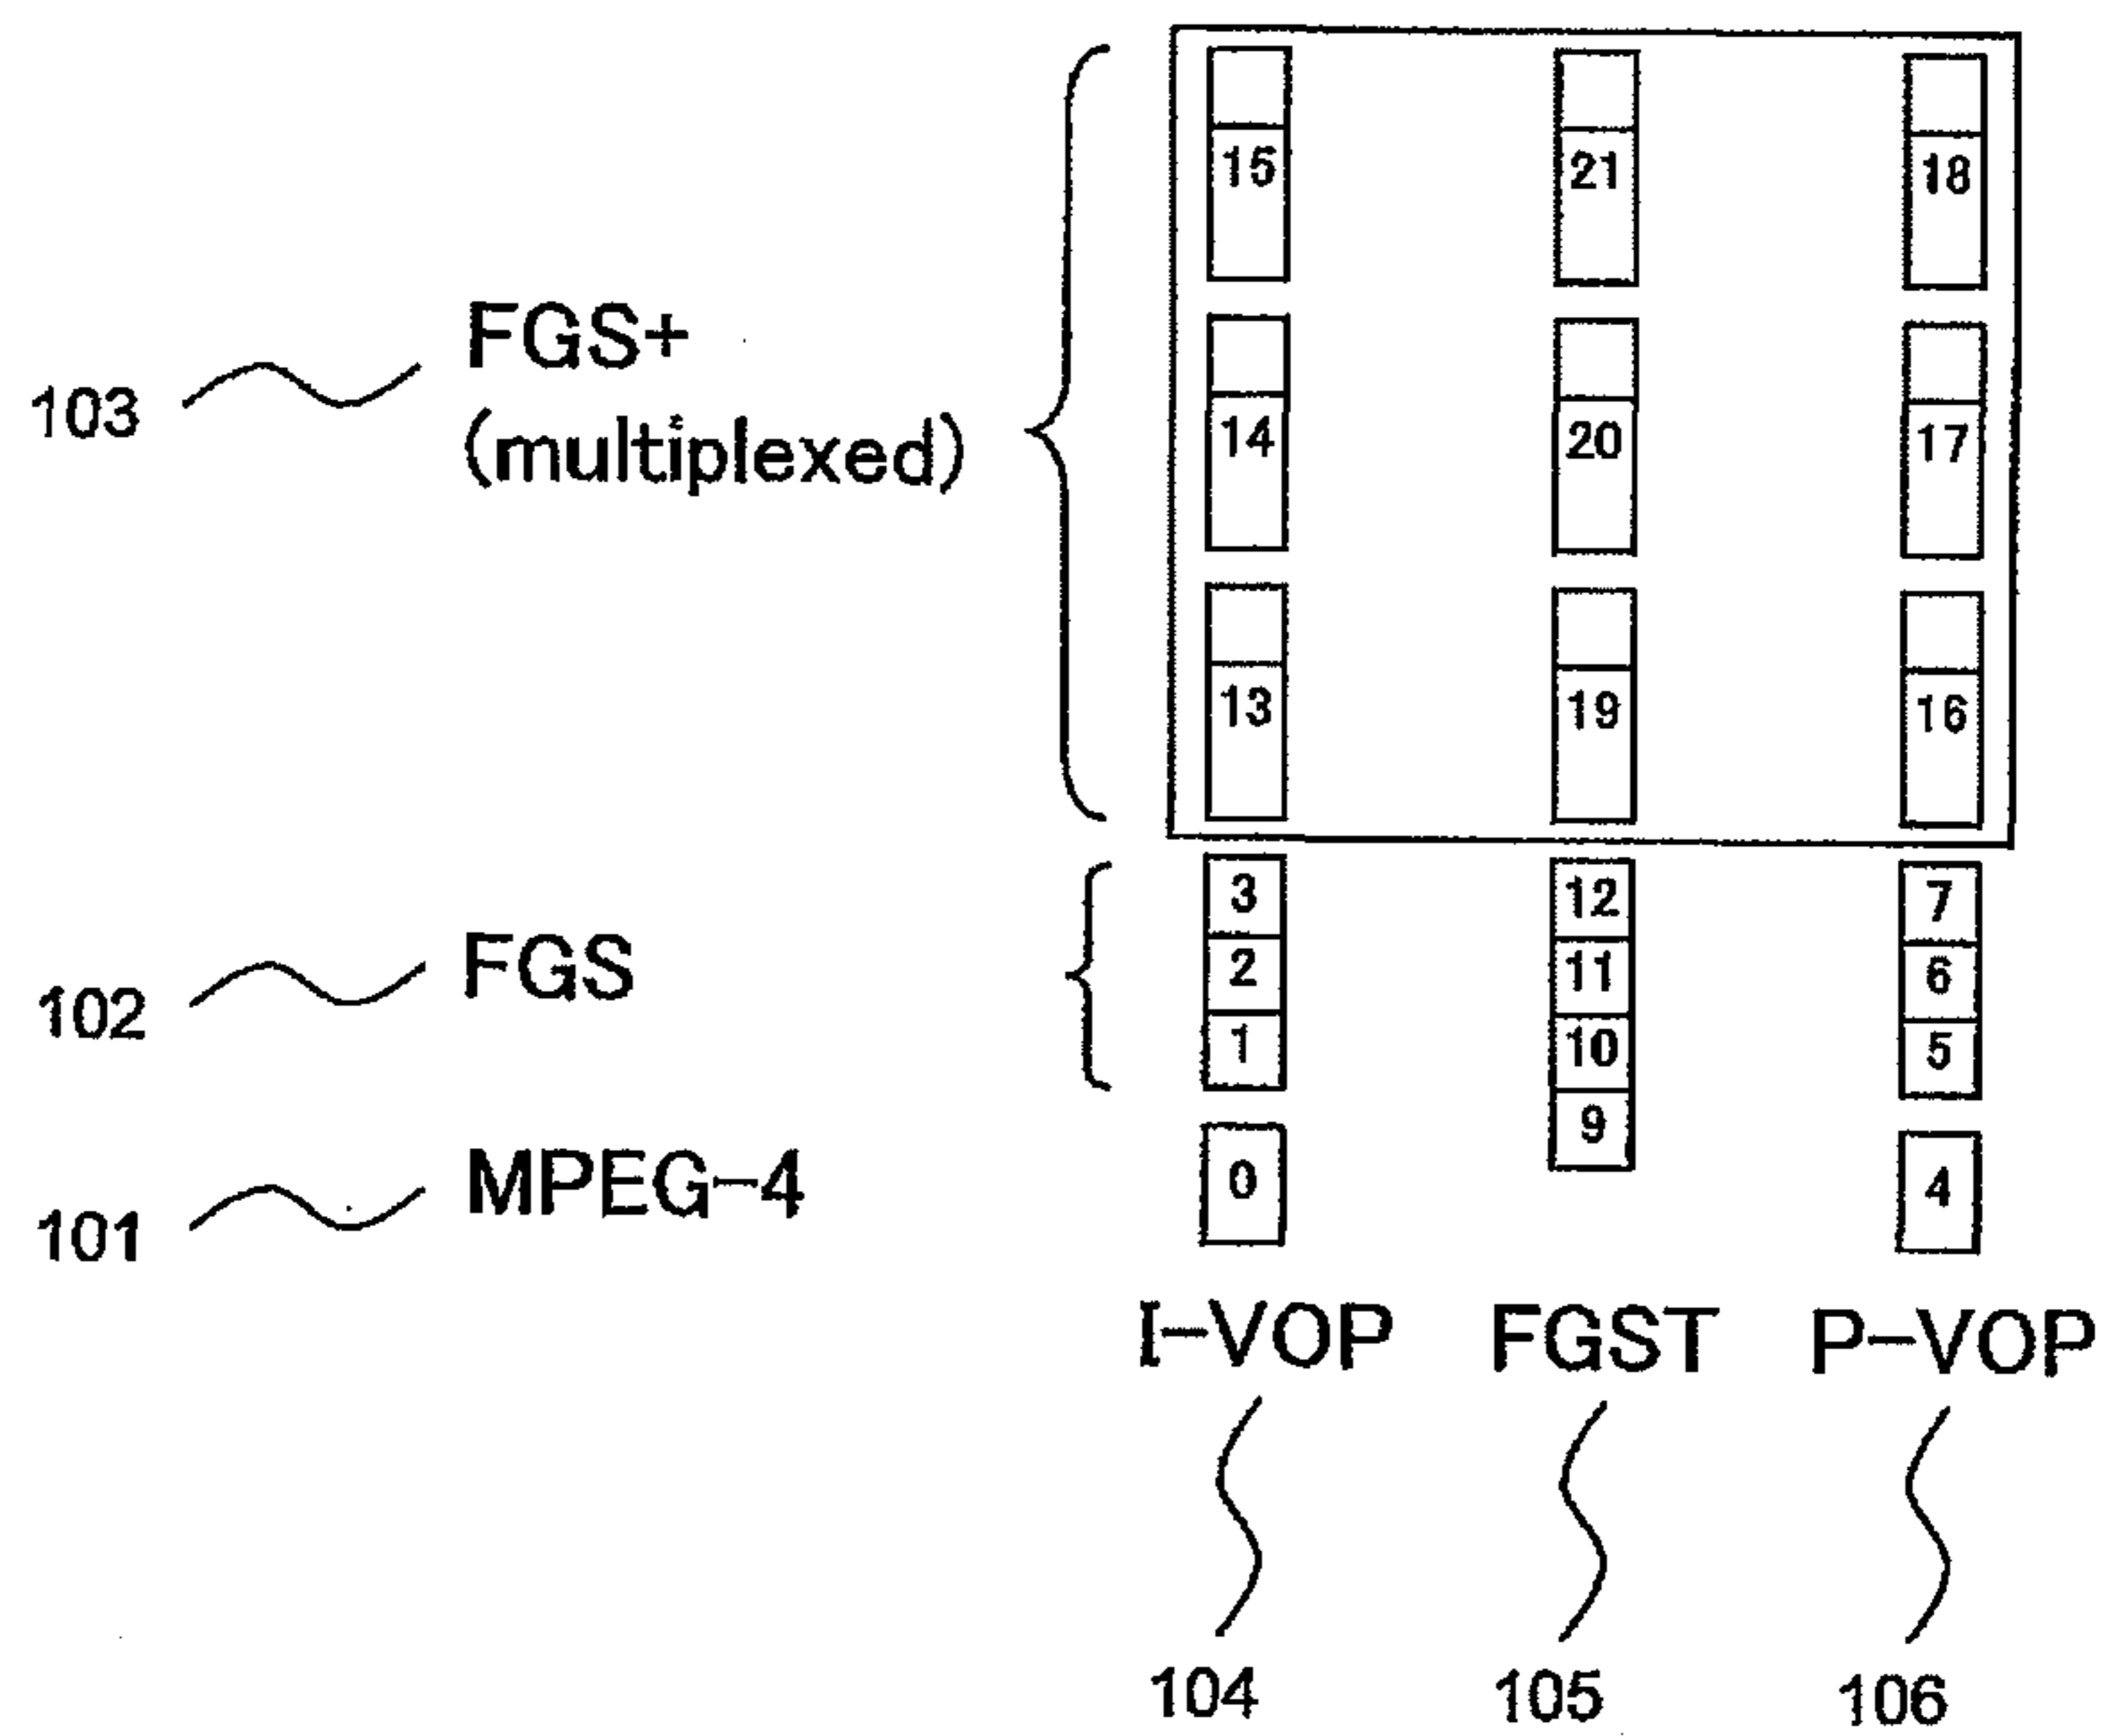 15 21 18
103 FGS+
(multiplexed)
14 20 17
13 19 16
3 12 7
102 FGS
2 11 6
1 10 5
9
101 MPEG-4
0 4
I-VOP FGST P-VOP
104 105 106